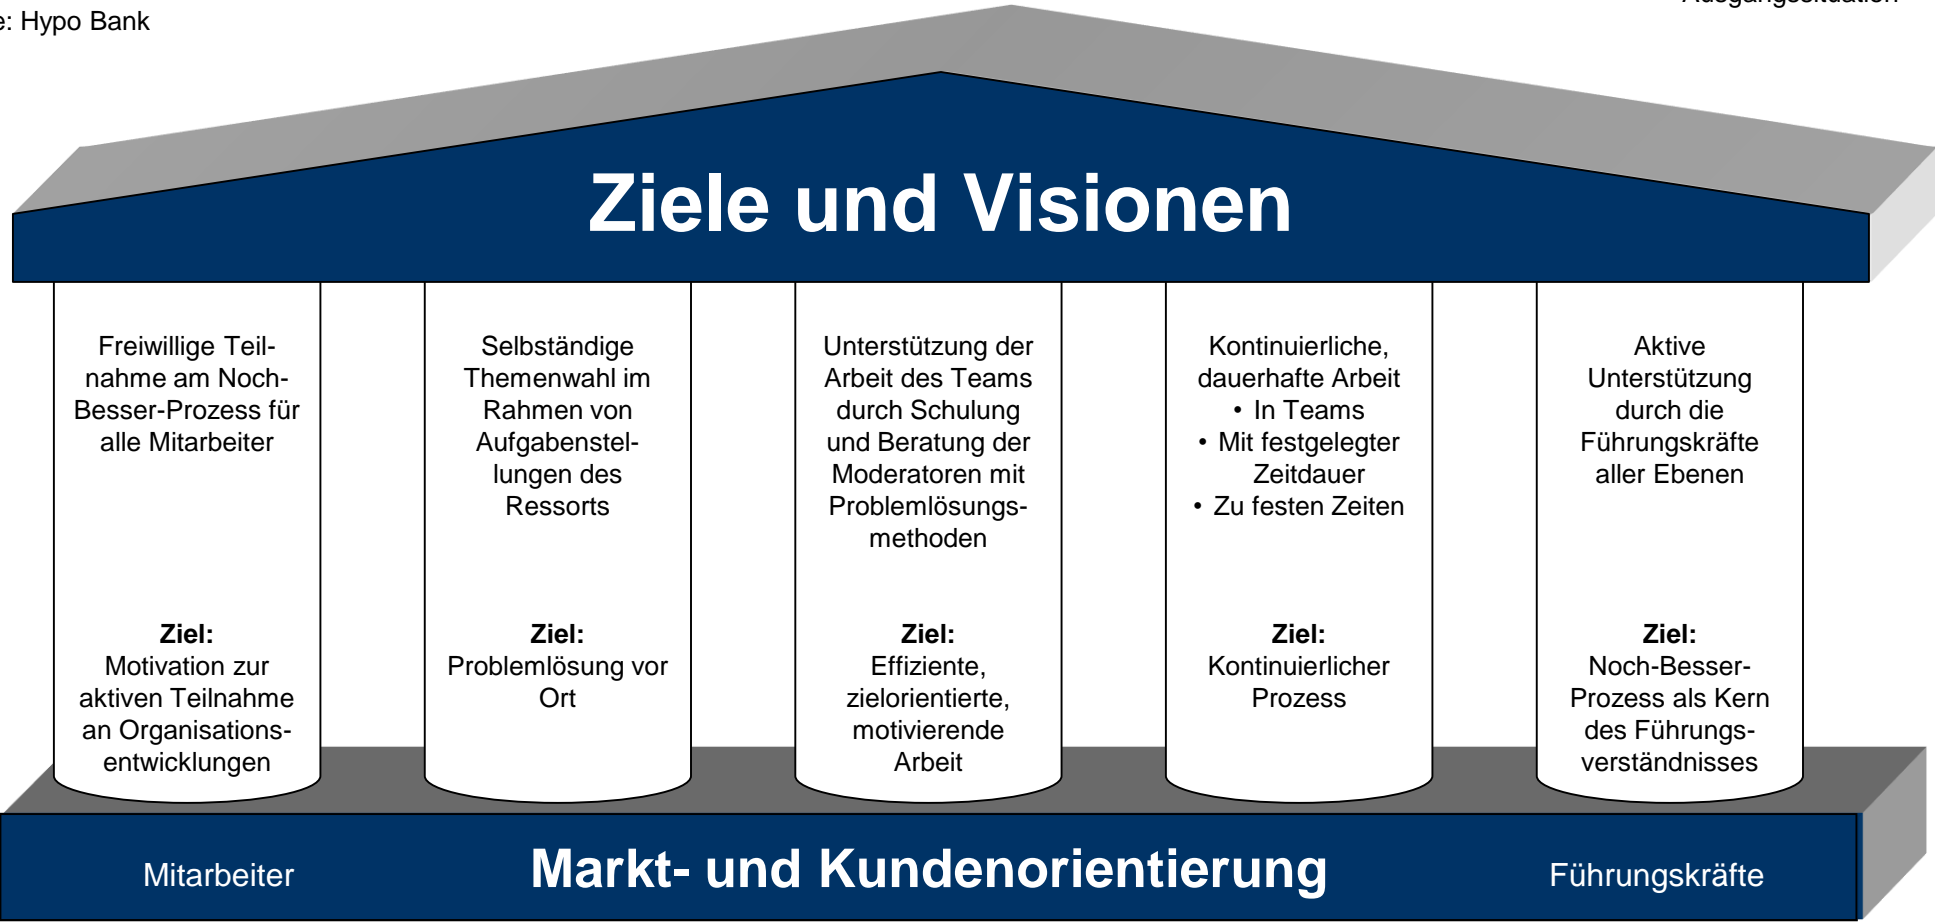 e: Hypo Bank
Ausgangssituation
Ziele und Visionen
Freiwillige Teil-
nahme am Noch-
Besser-Prozess für
alle Mitarbeiter
Ziel:
Motivation zur
aktiven Teilnahme
an Organisations-
entwicklungen
Selbständige
Themenwahl im
Rahmen von
Aufgabenstel-
lungen des
Ressorts
Ziel:
Problemlösung vor
Ort
Unterstützung der
Arbeit des Teams
durch Schulung
und Beratung der
Moderatoren mit
Problemlösungs-
methoden
Ziel:
Effiziente,
zielorientierte,
motivierende
Arbeit
Kontinuierliche,
dauerhafte Arbeit
• In Teams
• Mit festgelegter
Zeitdauer
• Zu festen Zeiten
Ziel:
Kontinuierlicher
Prozess
Aktive
Unterstützung
durch die
Führungskräfte
aller Ebenen
Ziel:
Noch-Besser-
Prozess als Kern
des Führungs-
verständnisses
Mitarbeiter
Markt- und Kundenorientierung
Führungskräfte